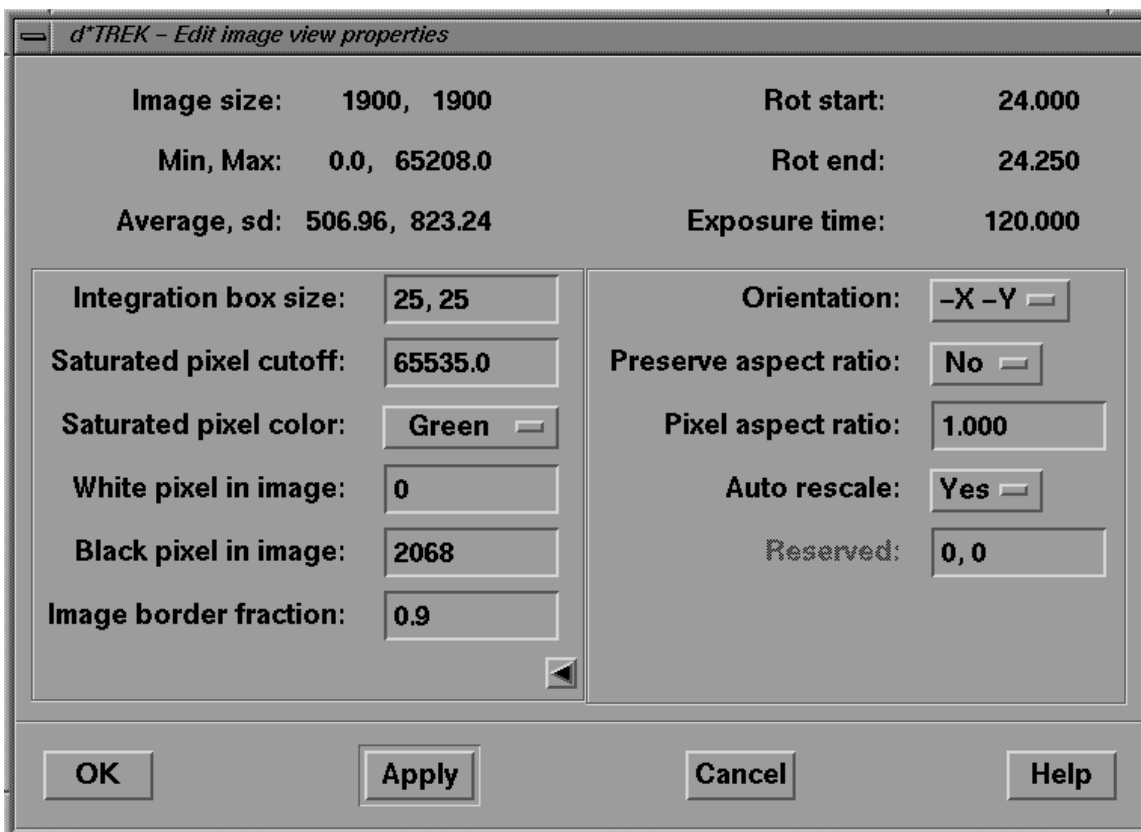 d*TREK – Edit image view properties
Image size: 1900, 1900 Rot start: 24.000
Min, Max: 0.0, 65208.0 Rot end: 24.250
Average, sd: 506.96, 823.24 Exposure time: 120.000
Integration box size: 25, 25 Orientation: –X –Y
Saturated pixel cutoff: 65535.0 Preserve aspect ratio: No
Saturated pixel color: Green Pixel aspect ratio: 1.000
White pixel in image: 0 Auto rescale: Yes
Black pixel in image: 2068 Reserved: 0, 0
Image border fraction: 0.9
OK Apply Cancel Help